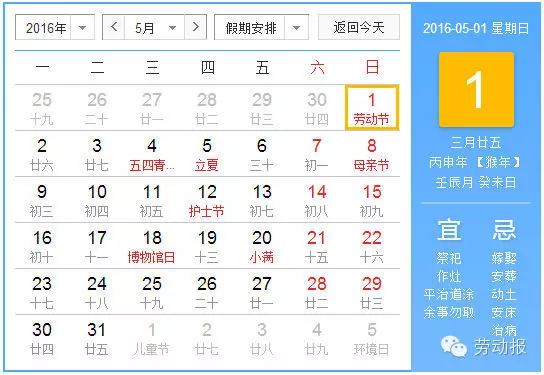 2016年 5月 假期安排 返回今天
一 二 三 四 五 六 日
25 26 27 28 29 30 1
十九 二十 廿一 廿二 廿三 廿四 劳动节
2 3 4 5 6 7 8
廿六 廿七 五四青... 立夏 三十 初一 母亲节
9 10 11 12 13 14 15
初三 初四 初五 护士节 初七 初八 初九
16 17 18 19 20 21 22
初十 十一 博物馆日 十三 小满 十五 十六
23 24 25 26 27 28 29
十七 十八 十九 二十 廿一 廿二 廿三
30 31 1 2 3 4 5
廿四 廿五 儿童节 廿七 廿八 廿九 环境日
2016-05-01 星期日
1
三月廿五
丙申年 【猴年】
壬辰月 癸未日
宜 忌
祭祀 嫁娶
作灶 安葬
平治道涂 动土
余事勿取 安床
治病
劳动报